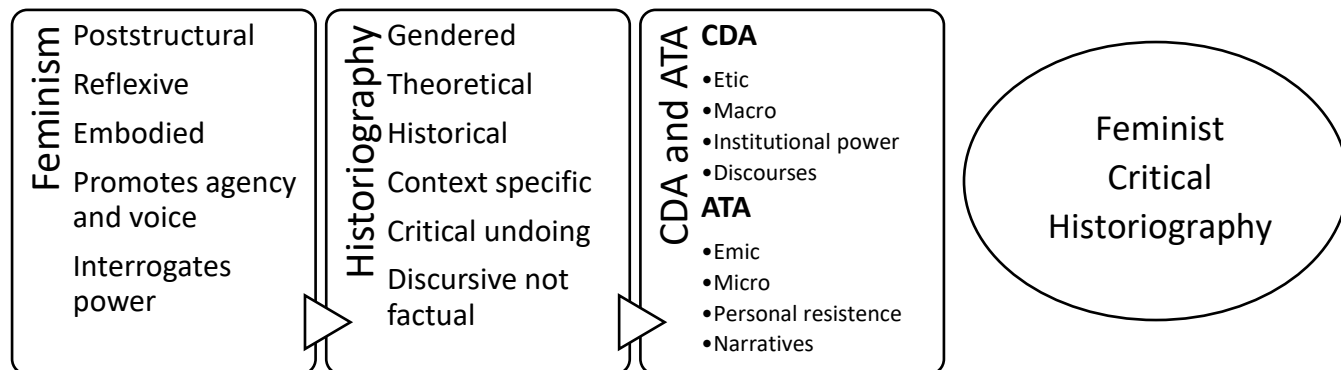 Feminism
Poststructural
Reflexive
Embodied
Promotes agency
and voice
Interrogates
power
Historiography
Gendered
Theoretical
Historical
Context specific
Critical undoing
Discursive not
factual
CDA and ATA
CDA
•Etic
•Macro
•Institutional power
•Discourses
ATA
•Emic
•Micro
•Personal resistence
•Narratives
Feminist
Critical
Historiography